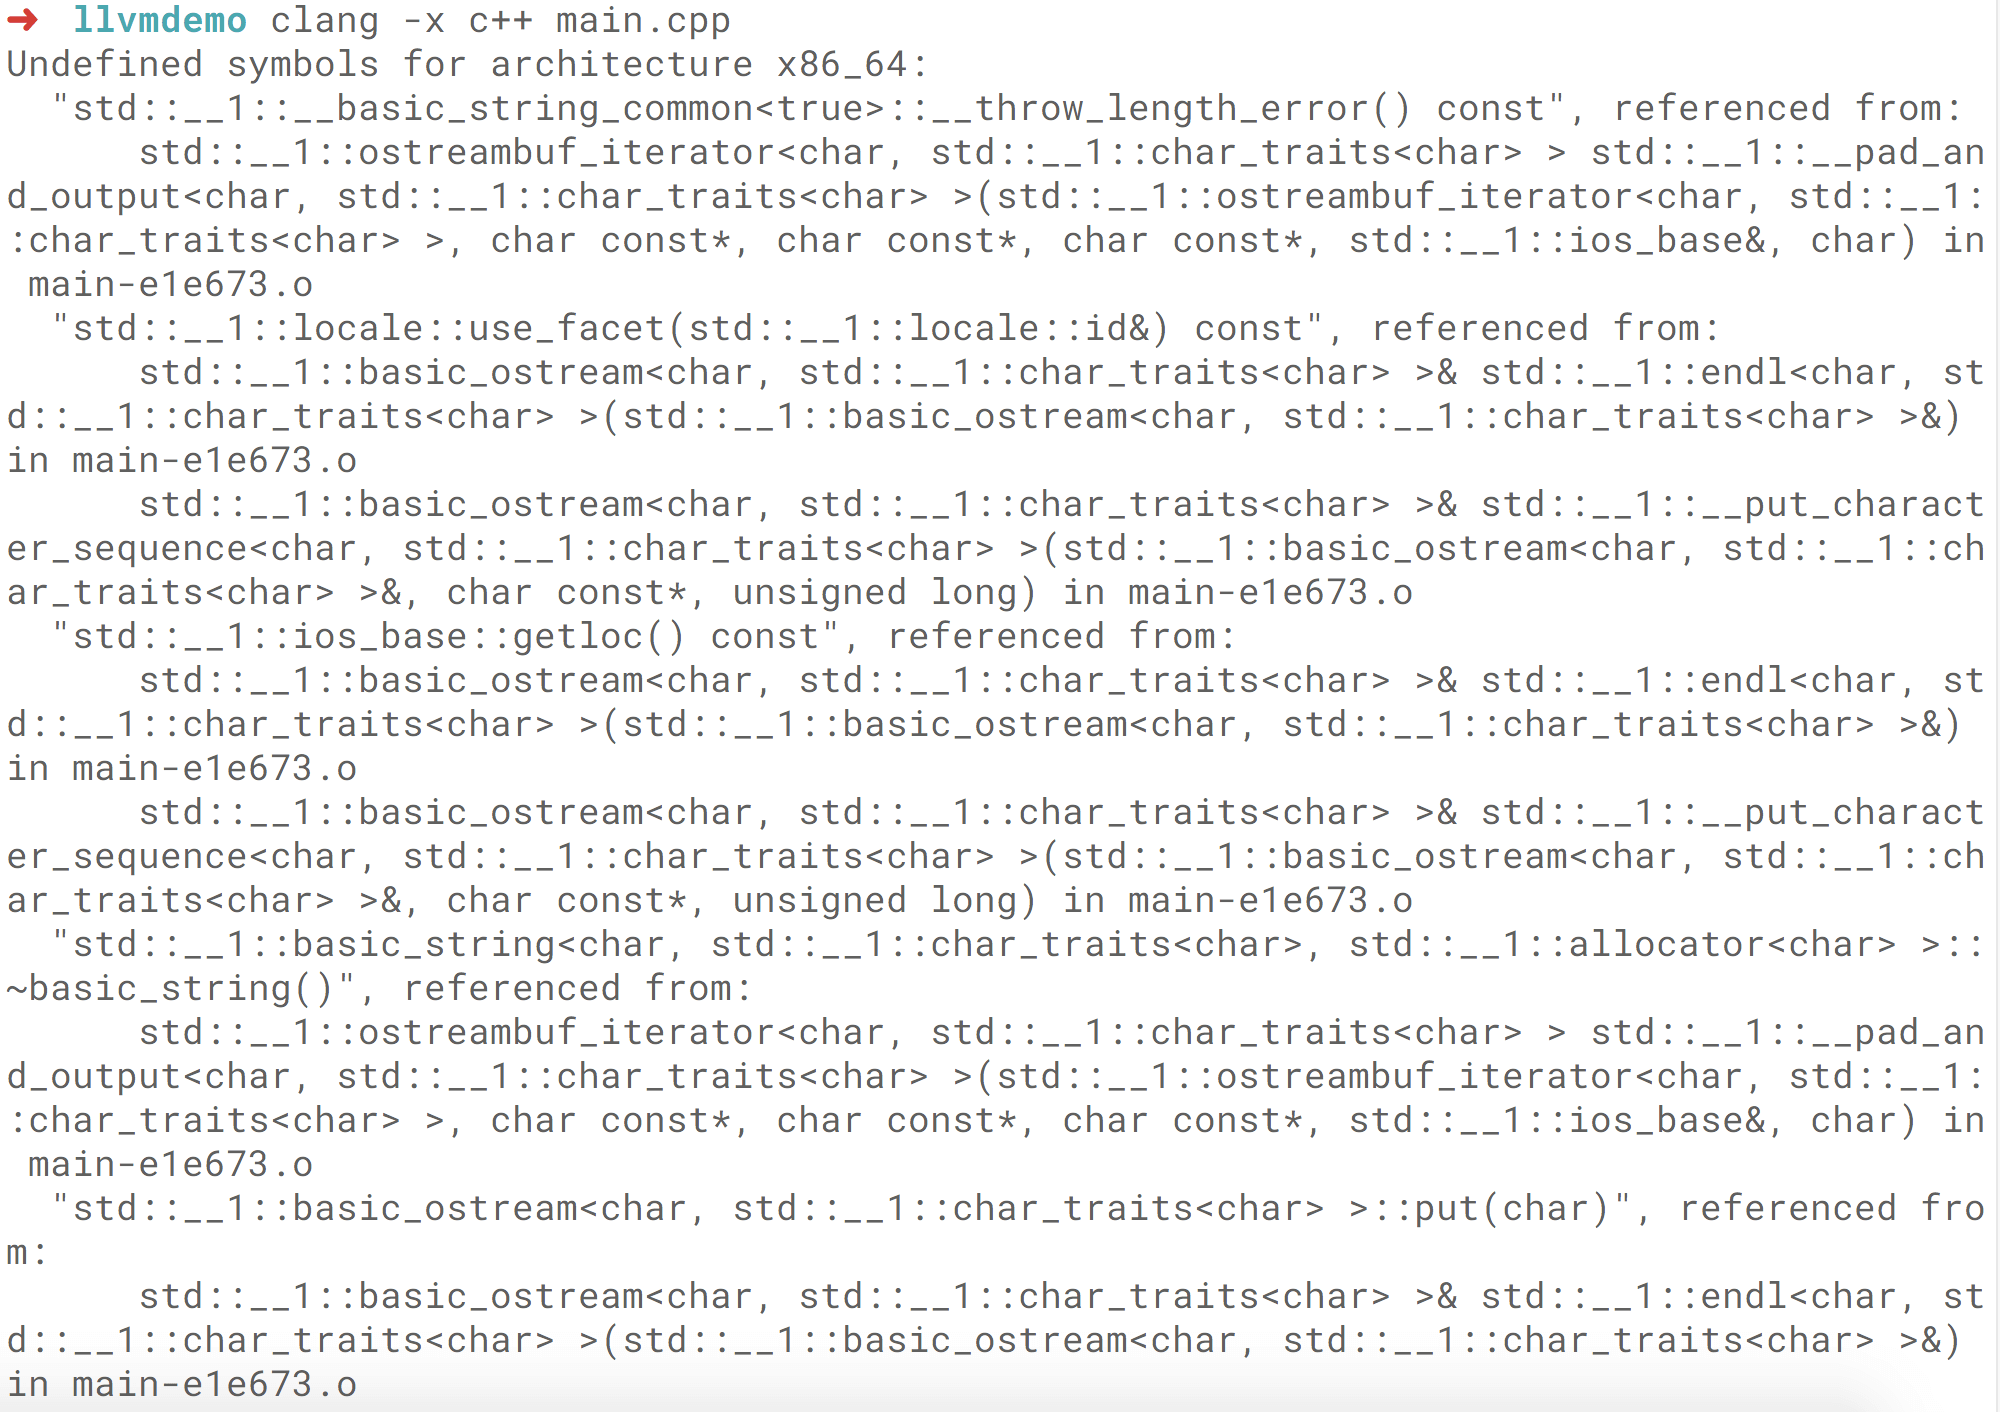 ➜  llvmdemo clang -x c++ main.cpp
Undefined symbols for architecture x86_64:
  "std::__1::__basic_string_common<true>::__throw_length_error() const", referenced from:
      std::__1::ostreambuf_iterator<char, std::__1::char_traits<char> > std::__1::__pad_an
d_output<char, std::__1::char_traits<char> >(std::__1::ostreambuf_iterator<char, std::__1:
:char_traits<char> >, char const*, char const*, char const*, std::__1::ios_base&, char) in
 main-e1e673.o
  "std::__1::locale::use_facet(std::__1::locale::id&) const", referenced from:
      std::__1::basic_ostream<char, std::__1::char_traits<char> >& std::__1::endl<char, st
d::__1::char_traits<char> >(std::__1::basic_ostream<char, std::__1::char_traits<char> >&)
in main-e1e673.o
      std::__1::basic_ostream<char, std::__1::char_traits<char> >& std::__1::__put_charact
er_sequence<char, std::__1::char_traits<char> >(std::__1::basic_ostream<char, std::__1::ch
ar_traits<char> >&, char const*, unsigned long) in main-e1e673.o
  "std::__1::ios_base::getloc() const", referenced from:
      std::__1::basic_ostream<char, std::__1::char_traits<char> >& std::__1::endl<char, st
d::__1::char_traits<char> >(std::__1::basic_ostream<char, std::__1::char_traits<char> >&)
in main-e1e673.o
      std::__1::basic_ostream<char, std::__1::char_traits<char> >& std::__1::__put_charact
er_sequence<char, std::__1::char_traits<char> >(std::__1::basic_ostream<char, std::__1::ch
ar_traits<char> >&, char const*, unsigned long) in main-e1e673.o
  "std::__1::basic_string<char, std::__1::char_traits<char>, std::__1::allocator<char> >::
~basic_string()", referenced from:
      std::__1::ostreambuf_iterator<char, std::__1::char_traits<char> > std::__1::__pad_an
d_output<char, std::__1::char_traits<char> >(std::__1::ostreambuf_iterator<char, std::__1:
:char_traits<char> >, char const*, char const*, char const*, std::__1::ios_base&, char) in
 main-e1e673.o
  "std::__1::basic_ostream<char, std::__1::char_traits<char> >::put(char)", referenced fro
m:
      std::__1::basic_ostream<char, std::__1::char_traits<char> >& std::__1::endl<char, st
d::__1::char_traits<char> >(std::__1::basic_ostream<char, std::__1::char_traits<char> >&)
in main-e1e673.o